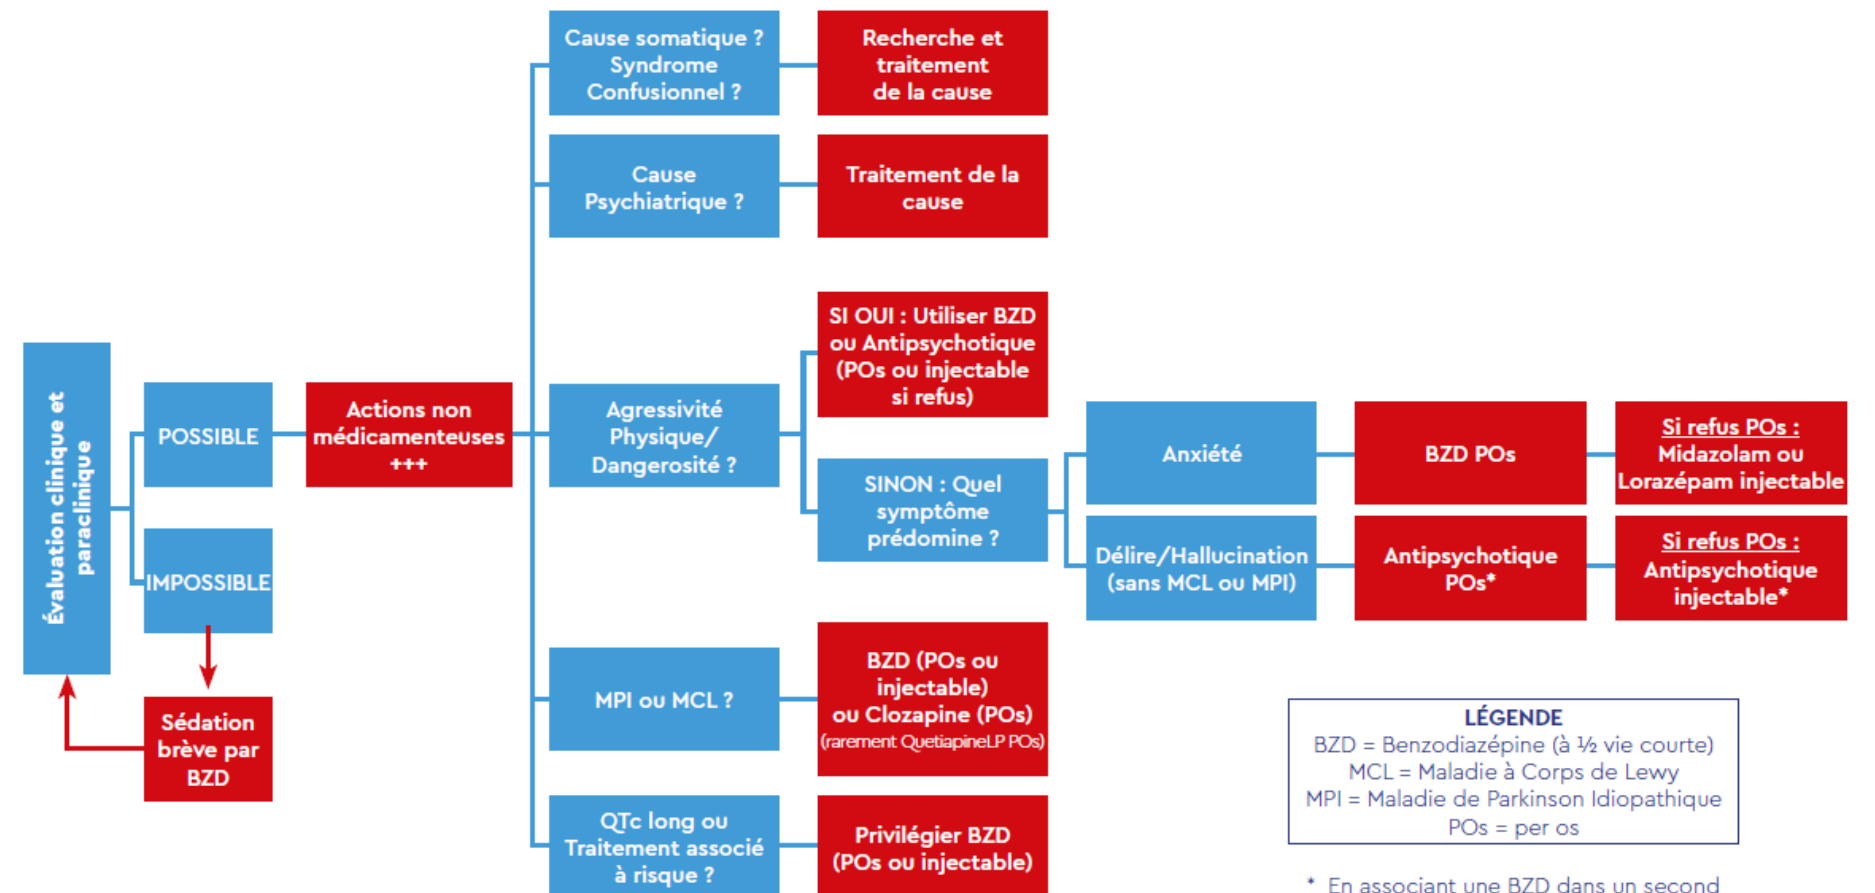 Cause somatique ?
Syndrome
Confusionnel ?
Recherche et
traitement
de la cause
Cause
Psychiatrique ?
Traitement de la
cause
Évaluation clinique et
paraclinique
POSSIBLE
IMPOSSIBLE
Sédation
brève par
BZD
Actions non
médicamenteuses
+++
Agressivité
Physique/
Dangerosité ?
SI OUI : Utiliser BZD
ou Antipsychotique
(POs ou injectable
si refus)
SINON : Quel
symptôme
prédomine ?
Anxiété
BZD POs
Si refus POs :
Midazolam ou
Lorazépam injectable
Délire/Hallucination
(sans MCL ou MPI)
Antipsychotique
POs*
Si refus POs :
Antipsychotique
injectable*
MPI ou MCL ?
BZD (POs ou
injectable)
ou Clozapine (POs)
(rarement QuetiapineLP POs)
QTc long ou
Traitement associé
à risque ?
Privilégier BZD
(POs ou injectable)
LÉGENDE
BZD = Benzodiazépine (à ½ vie courte)
MCL = Maladie à Corps de Lewy
MPI = Maladie de Parkinson Idiopathique
POs = per os
* En associant une BZD dans un second